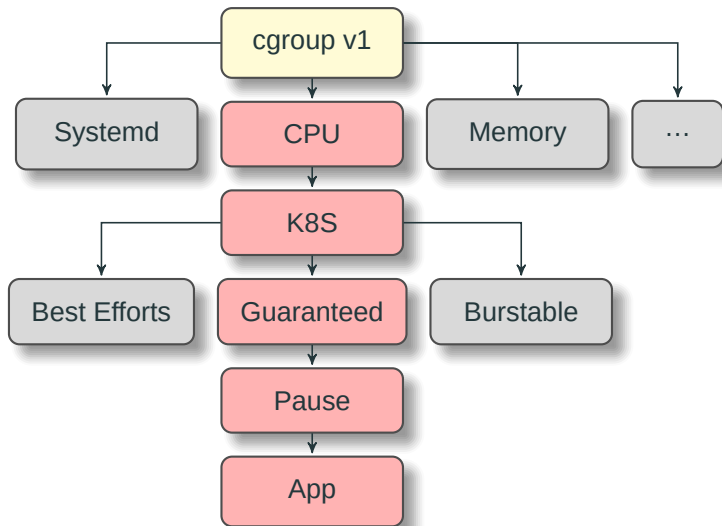 cgroup v1
Systemd
CPU
Memory
...
K8S
Best Efforts
Guaranteed
Burstable
Pause
App